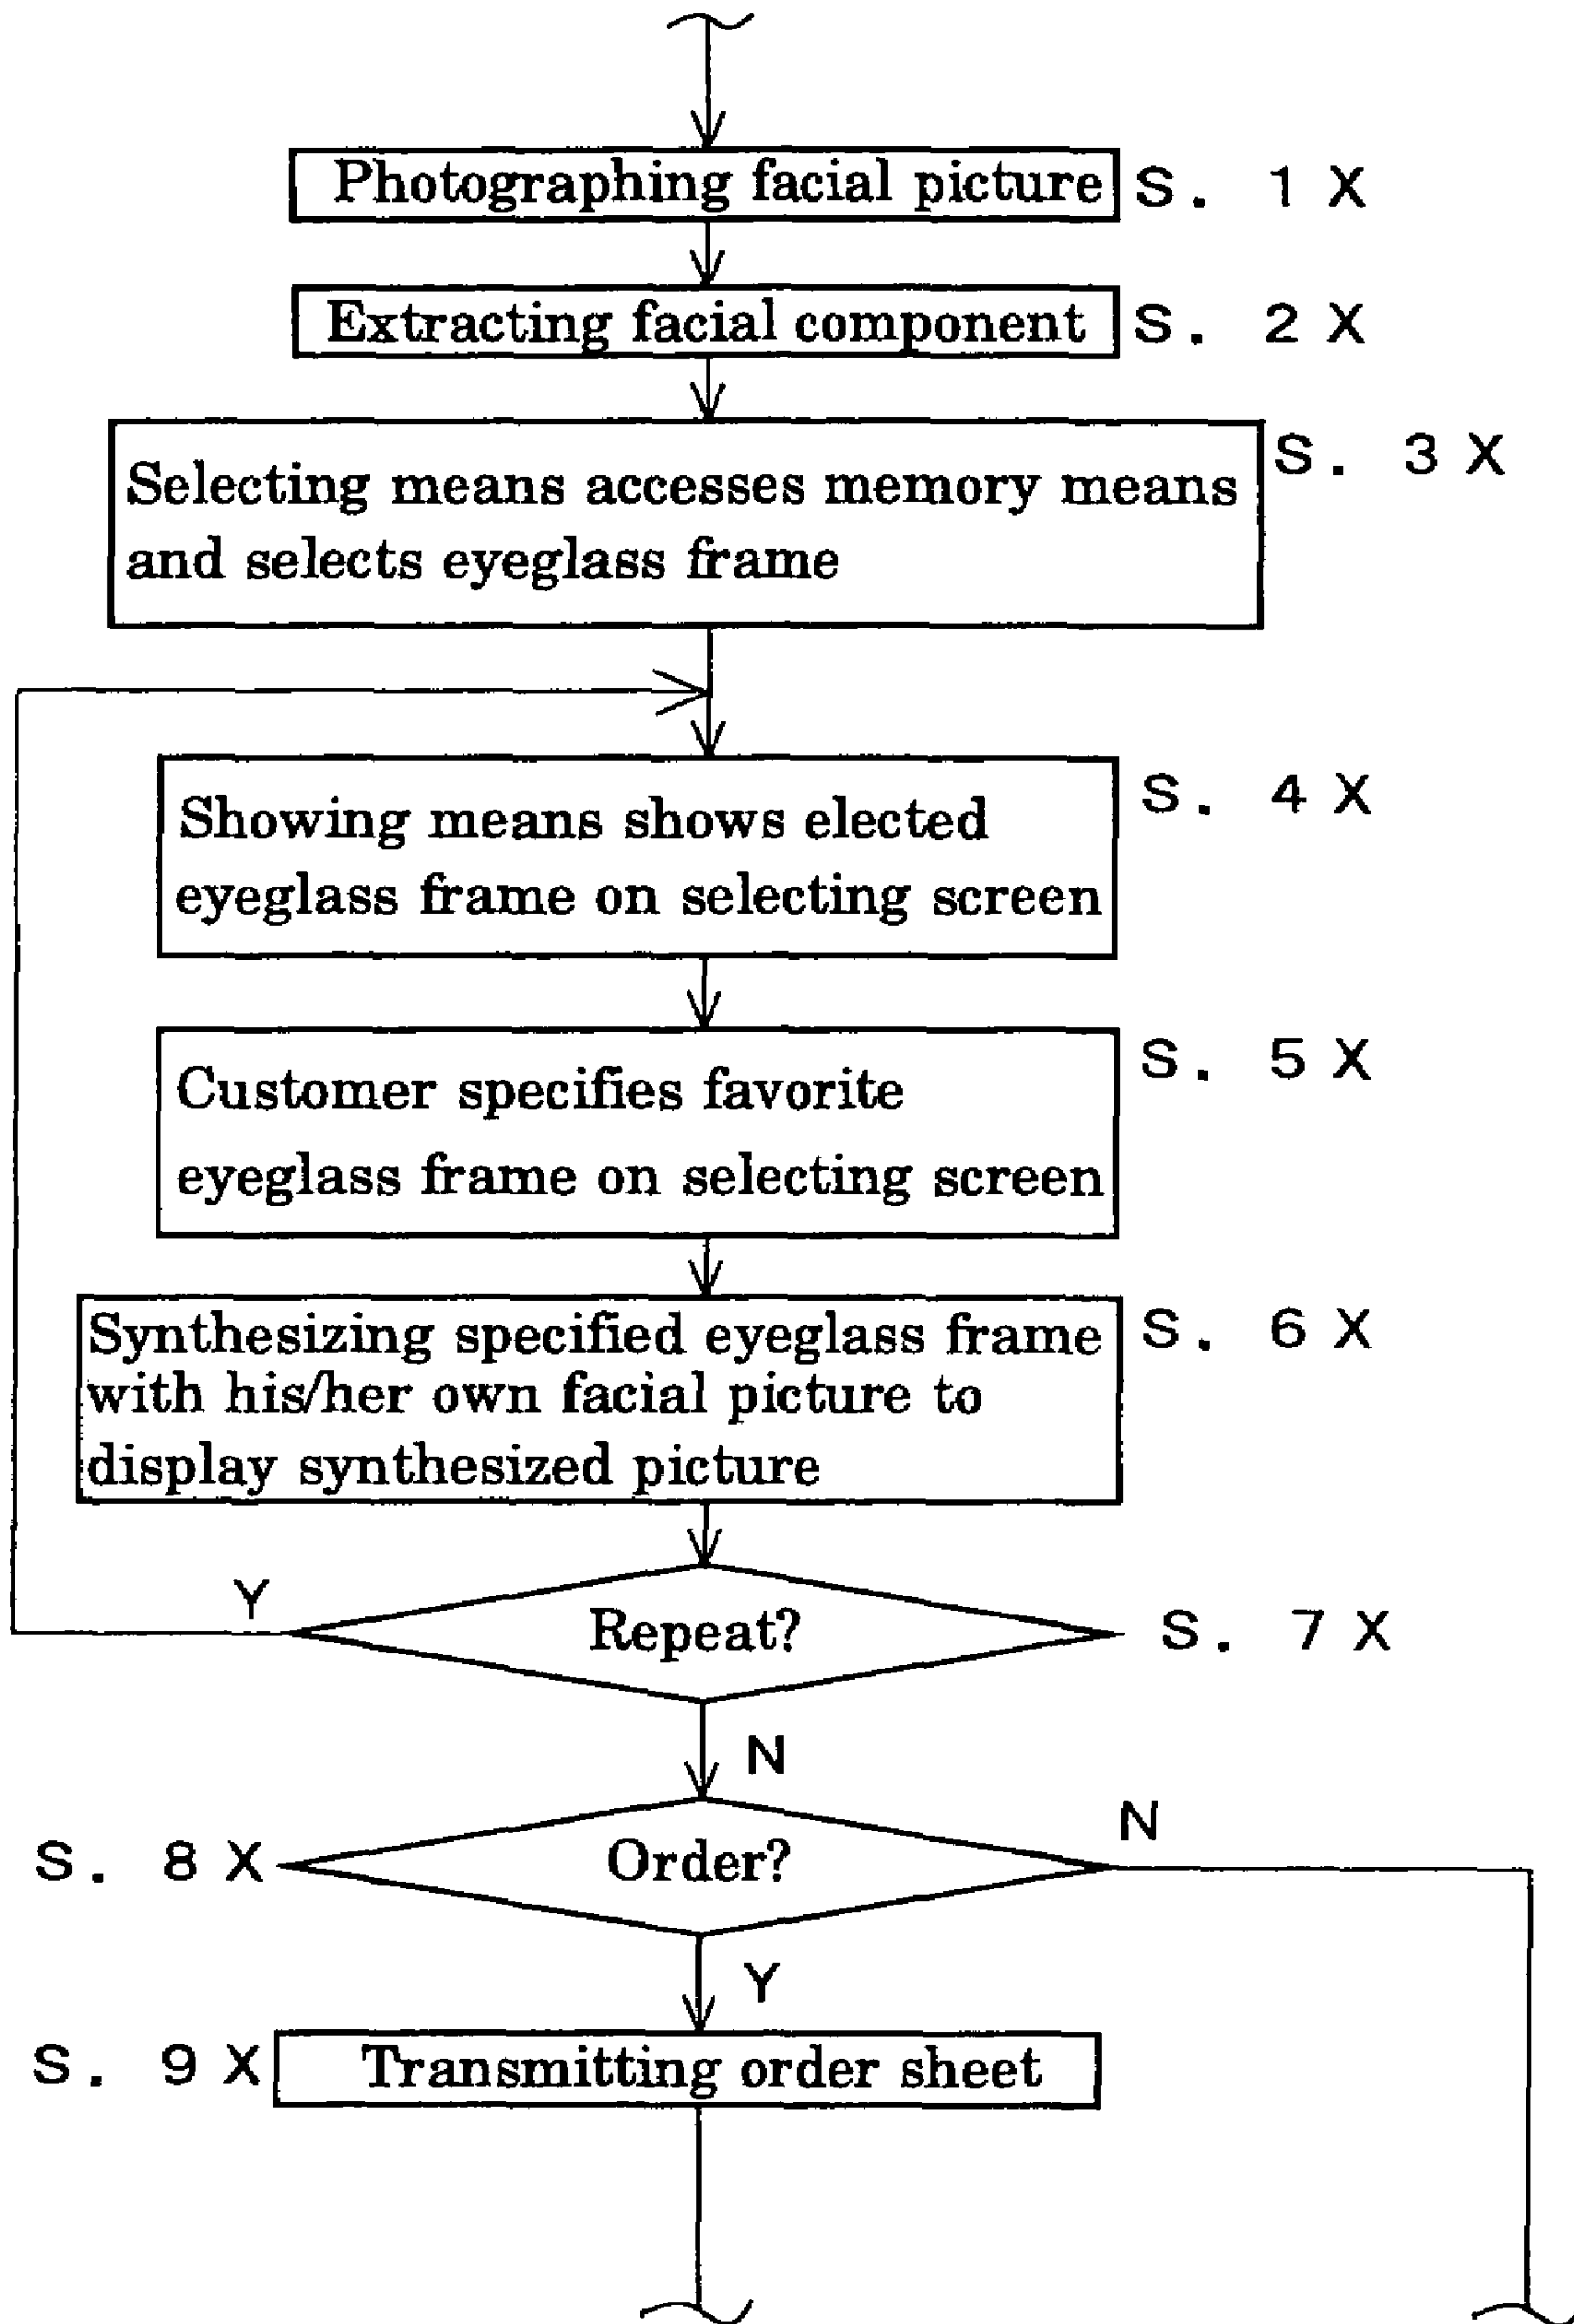 Photographing facial picture S. 1 X
Extracting facial component S. 2 X
Selecting means accesses memory means
and selects eyeglass frame
S. 3 X
Showing means shows elected
eyeglass frame on selecting screen
S. 4 X
Customer specifies favorite
eyeglass frame on selecting screen
S. 5 X
Synthesizing specified eyeglass frame
with his/her own facial picture to
display synthesized picture
S. 6 X
Y
Repeat?
S. 7 X
N
S. 8 X
Order?
N
Y
S. 9 X
Transmitting order sheet